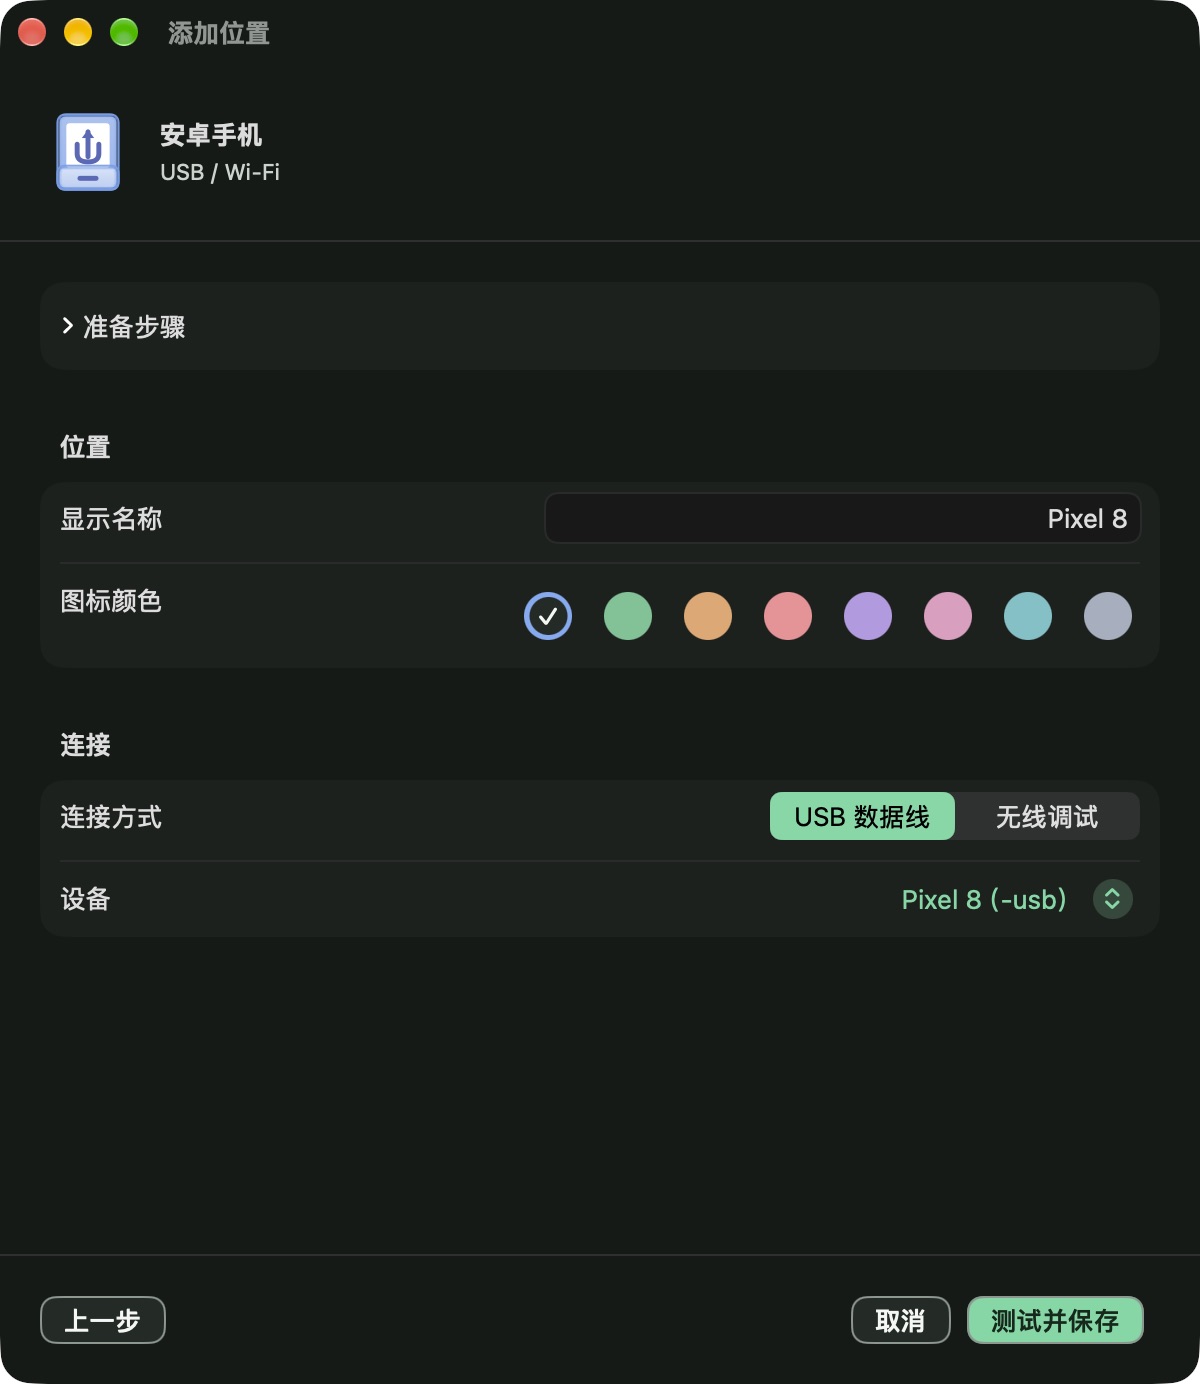 添加位置
安卓手机
USB / Wi-Fi
准备步骤
位置
显示名称
Pixel 8
图标颜色
连接
连接方式
USB 数据线
无线调试
设备
Pixel 8 (-usb)
上一步
取消
测试并保存